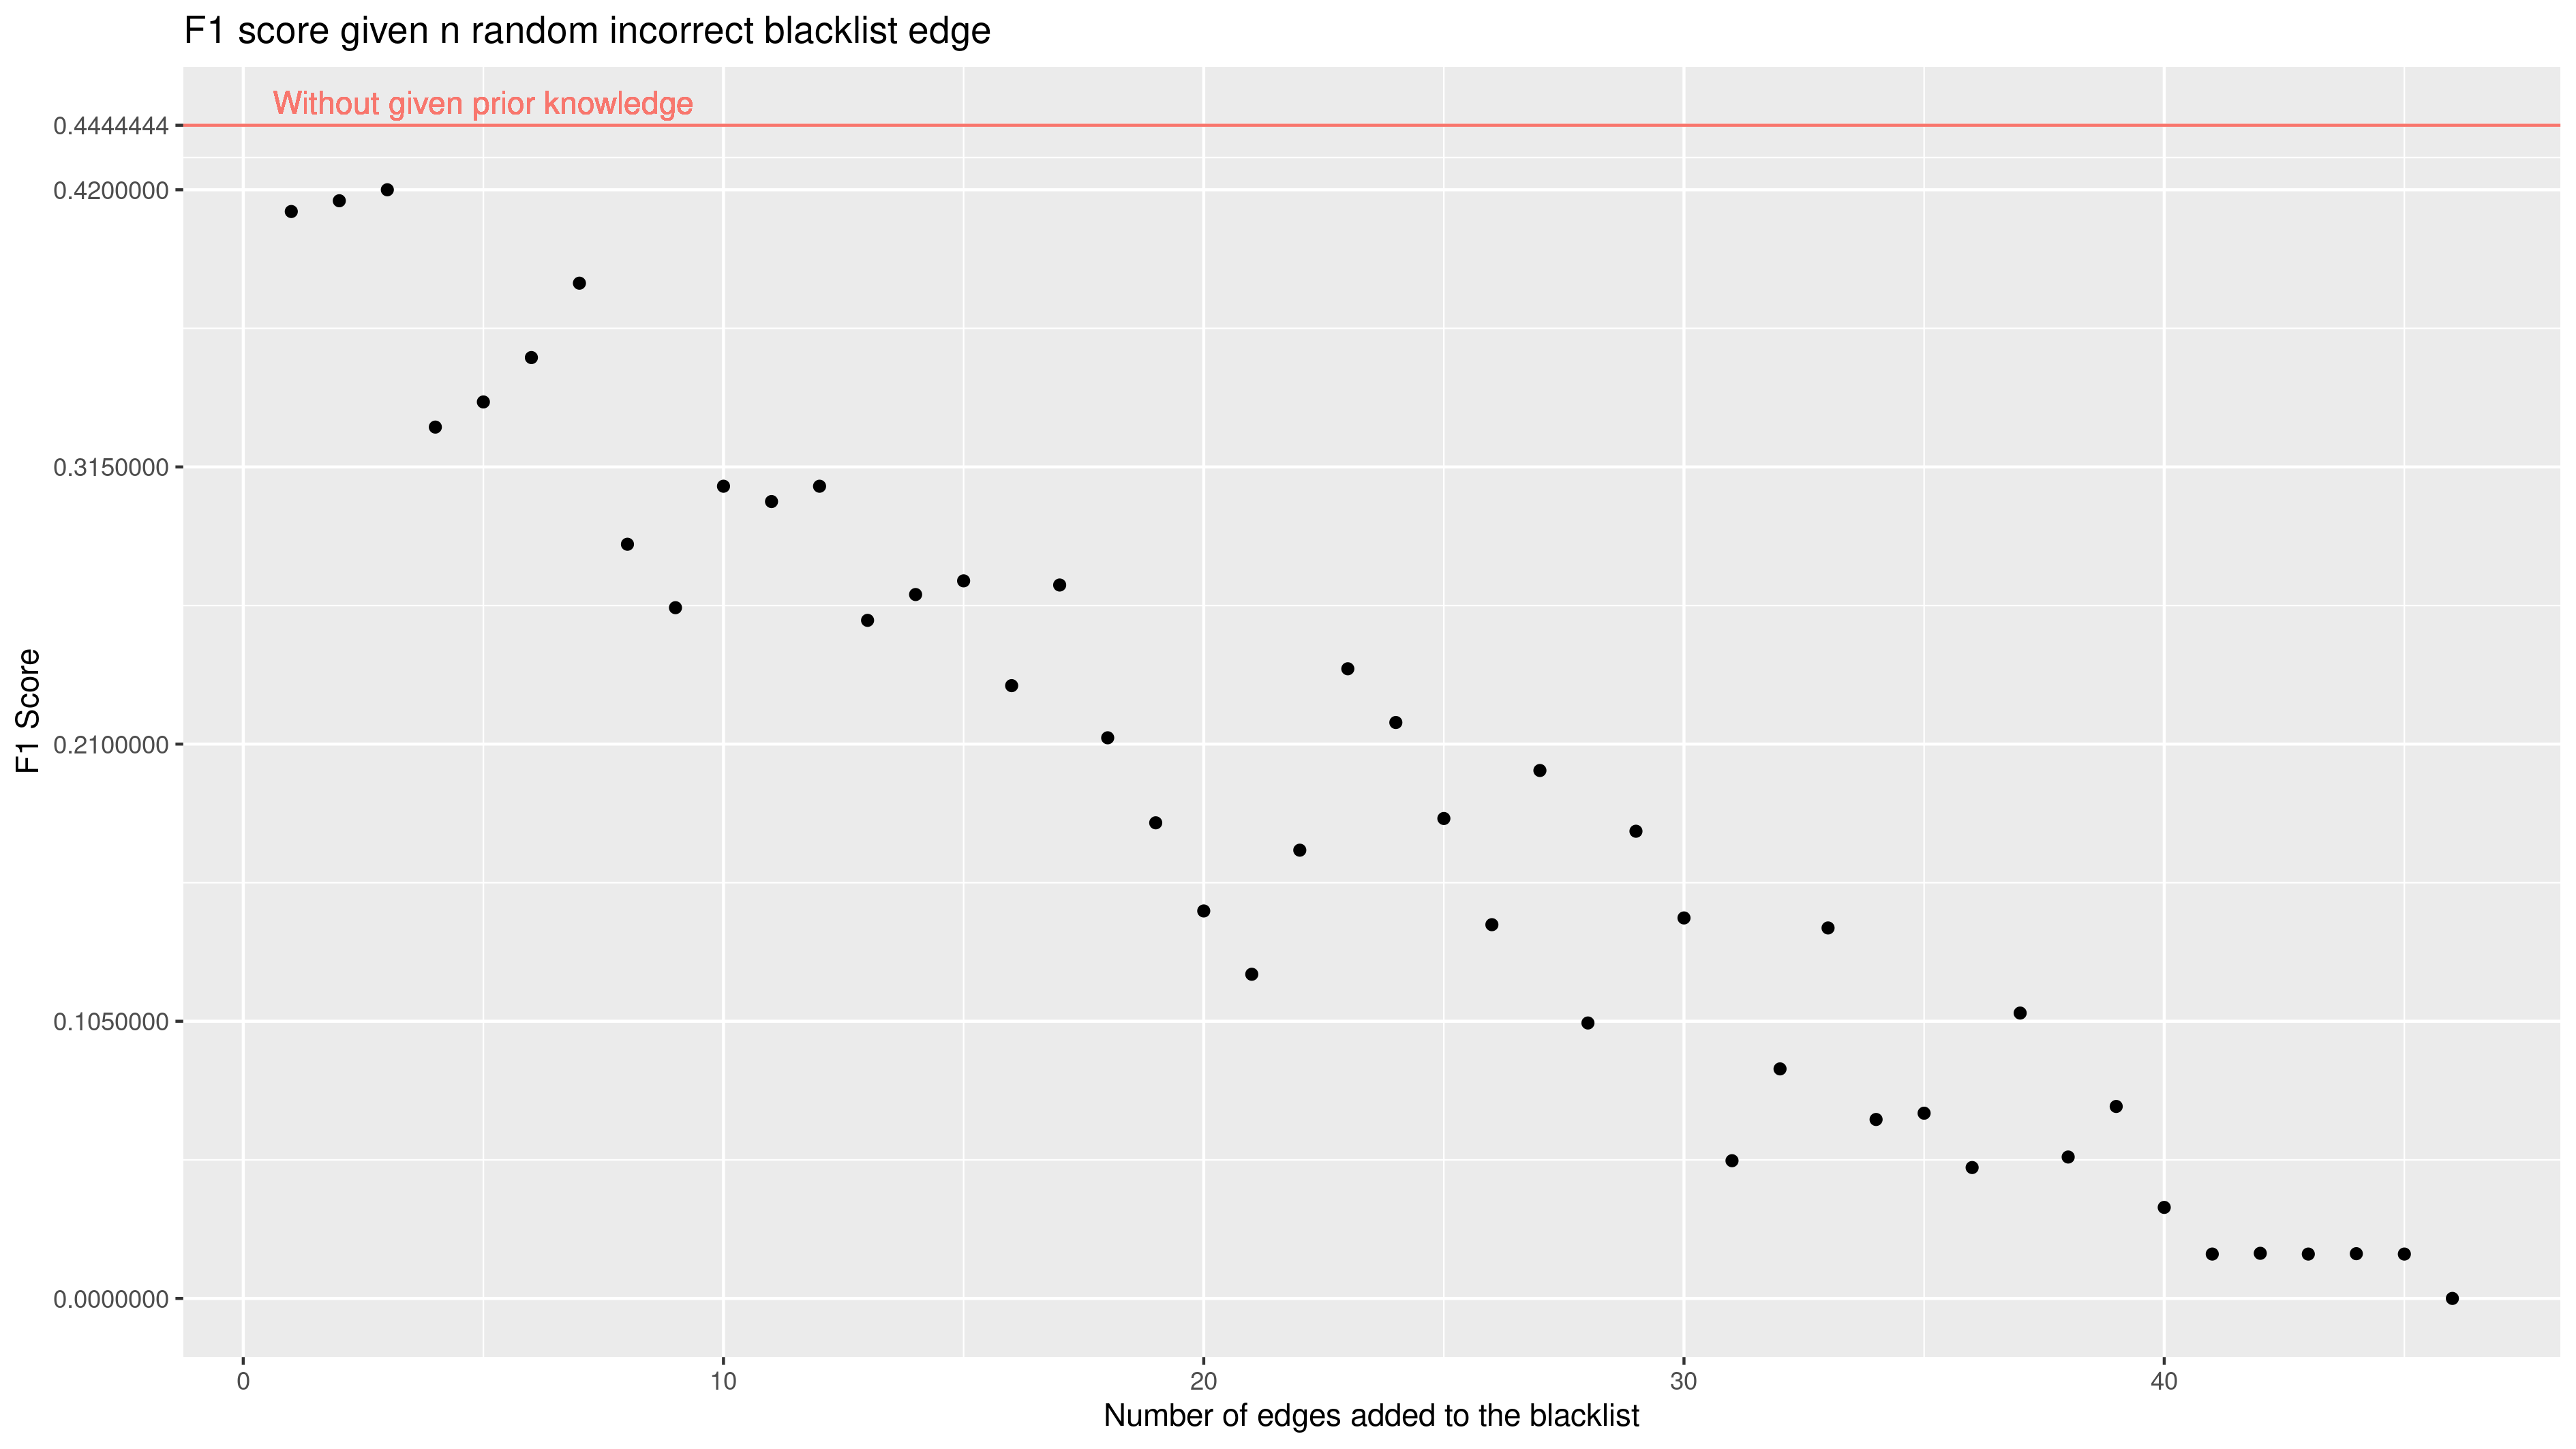 F1 score given n random incorrect blacklist edge
Without given prior knowledge
0.4444444
0.4200000
0.3150000
0.2100000
0.1050000
0.0000000
F1 Score
0 10 20 30 40
Number of edges added to the blacklist